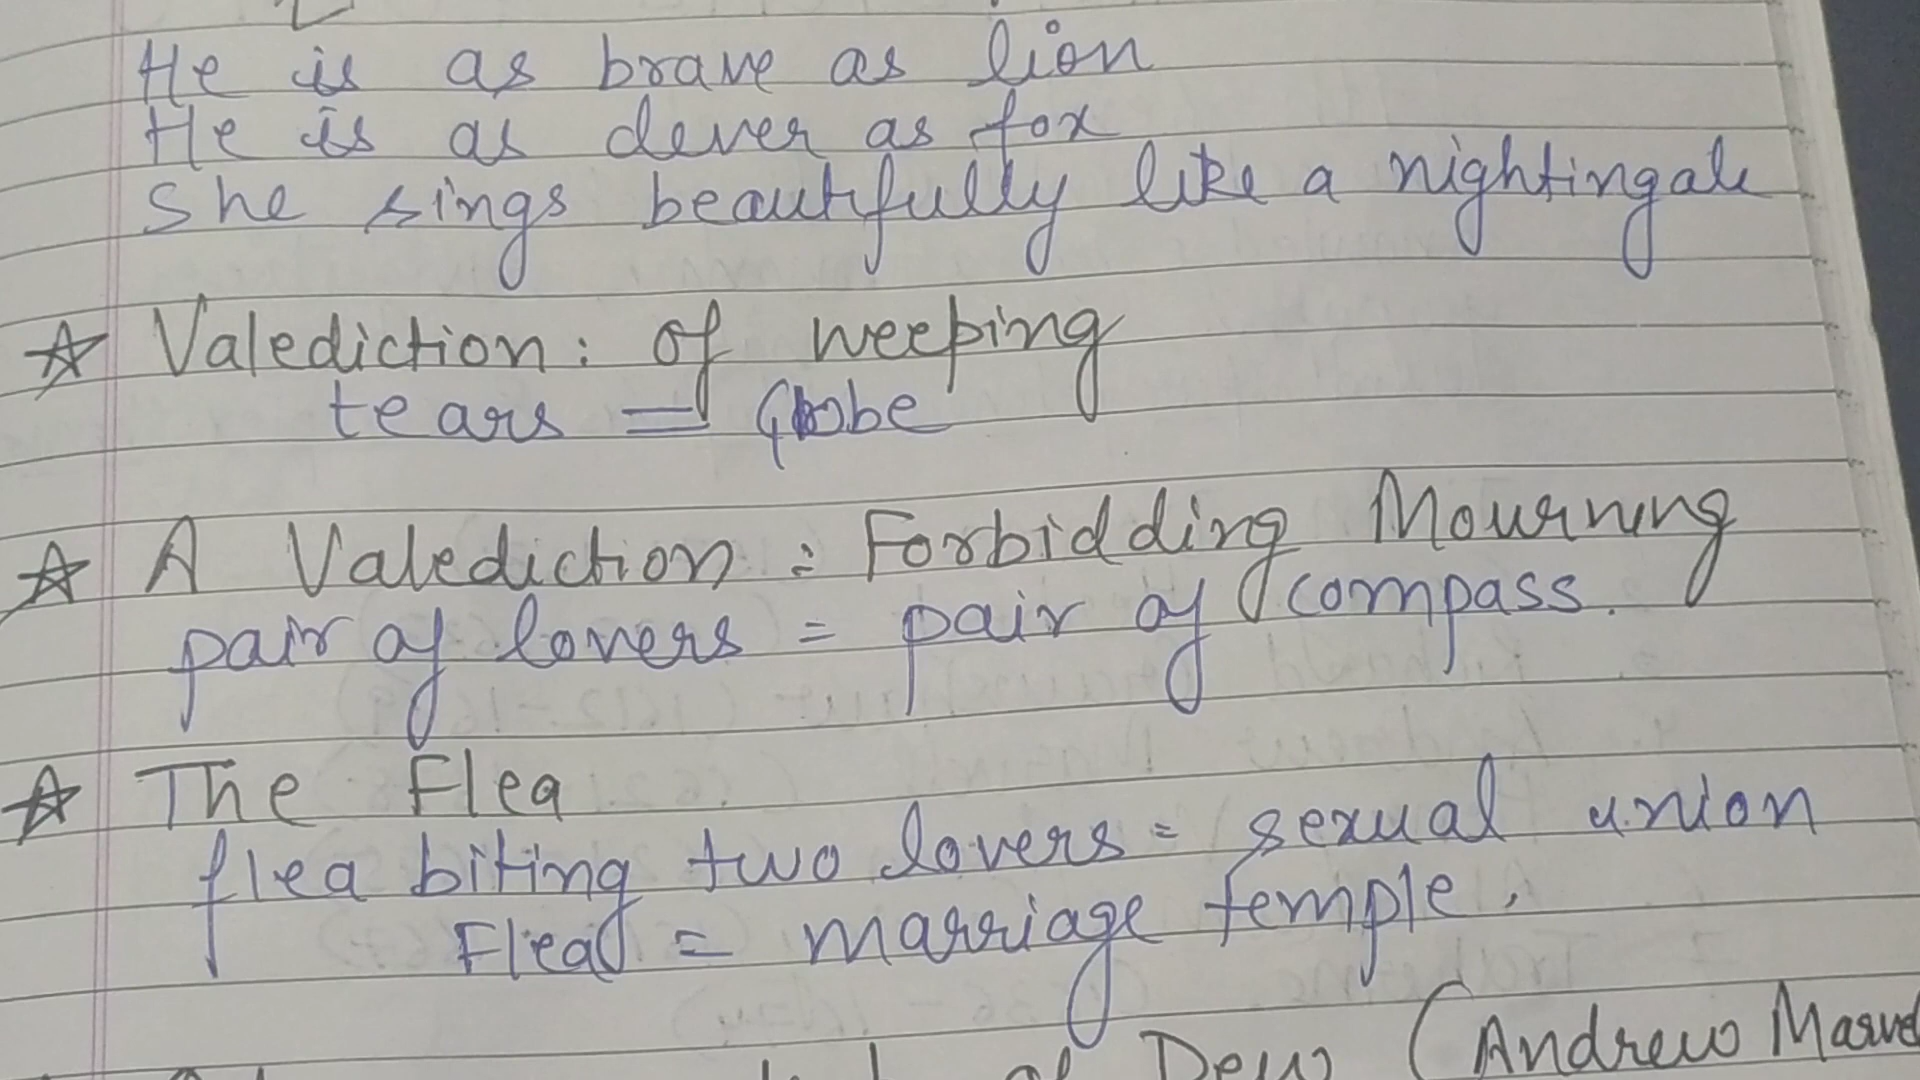 He is as brave as lion
He is as clever as fox
She sings beautifully like a nightingale
☆ Valediction: of weeping
tears = Globe
☆ A Valediction: Forbidding Mourning
pair of lovers = pair of compass.
☆ The Flea
flea biting two lovers = sexual union
Flea = marriage temple.
of Dew (Andrew Marvel